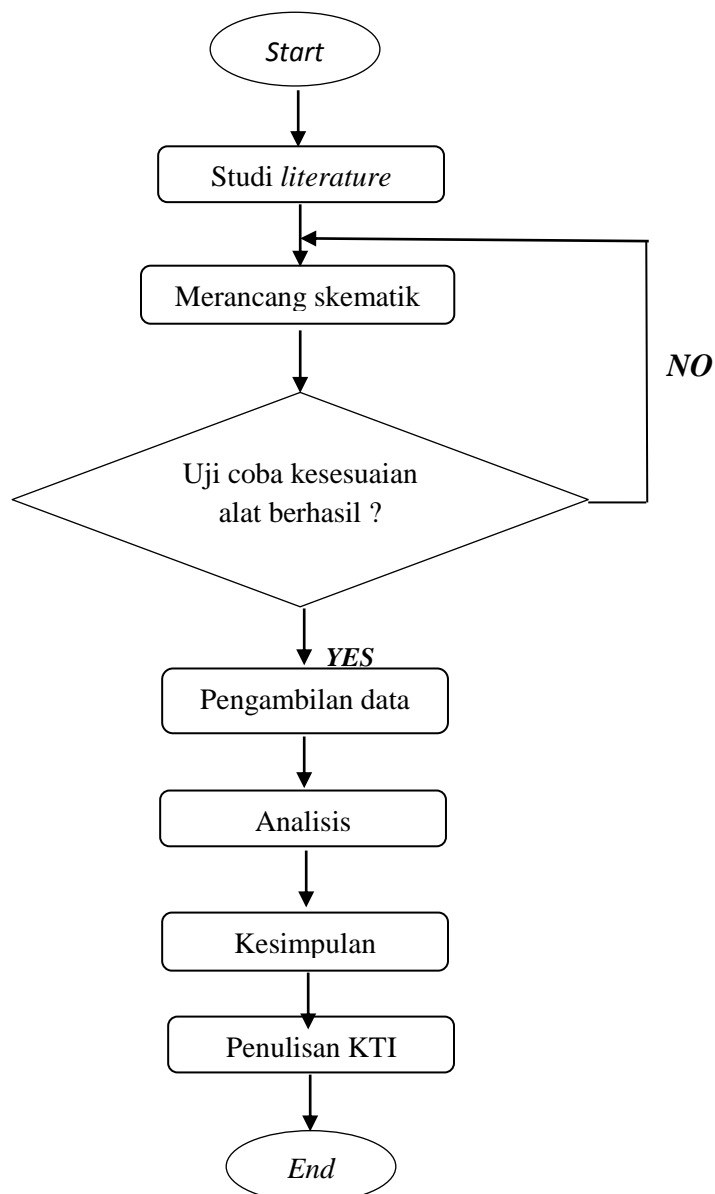 Start
Studi literature
Merancang skematik
NO
Uji coba kesesuaian
alat berhasil ?
YES
Pengambilan data
Analisis
Kesimpulan
Penulisan KTI
End